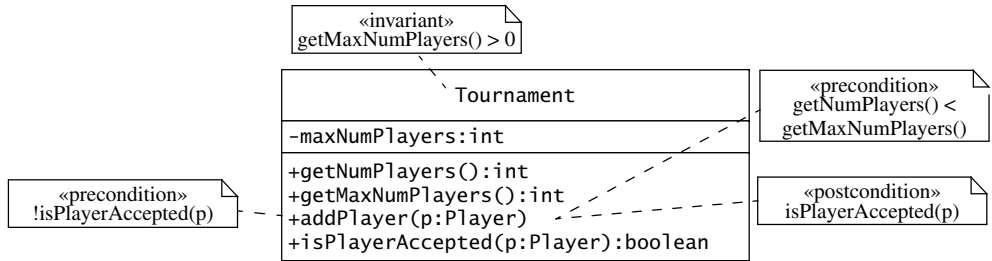 «invariant»
getMaxNumPlayers() > 0
Tournament
-maxNumPlayers:int
+getNumPlayers():int
+getMaxNumPlayers():int
+addPlayer(p:Player)
+isPlayerAccepted(p:Player):boolean
«precondition»
!isPlayerAccepted(p)
«precondition»
getNumPlayers() <
getMaxNumPlayers()
«postcondition»
isPlayerAccepted(p)